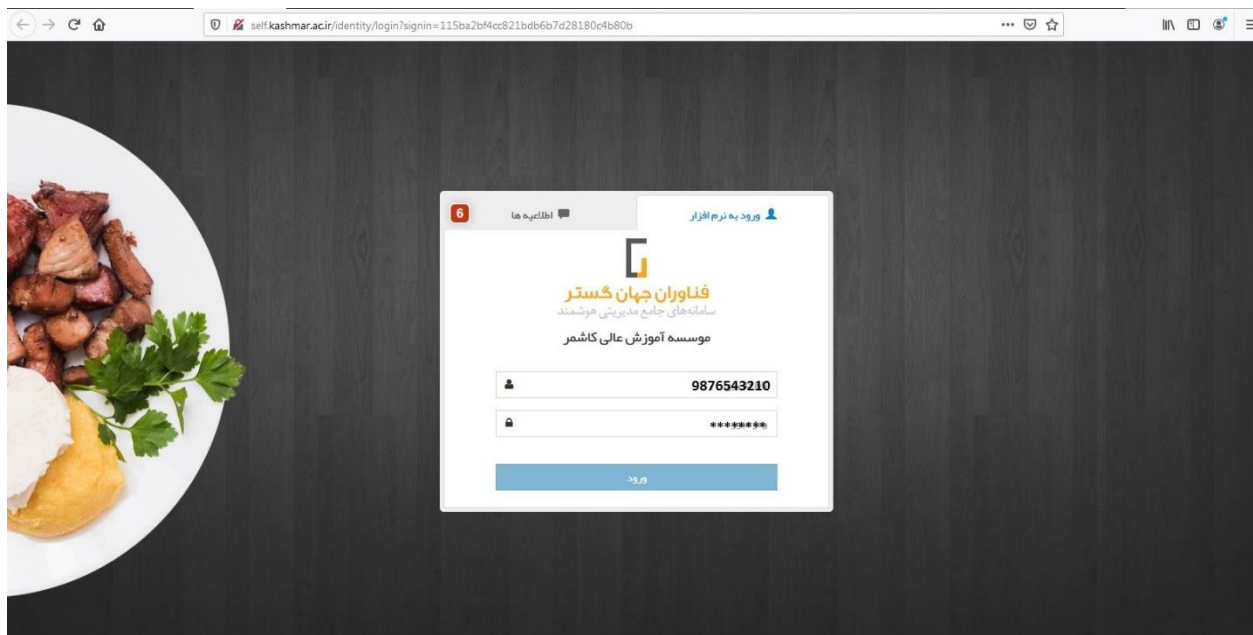 self.kashmar.ac.ir/identity/login?signin=115ba2bf4cc821bdb6b7d28180c4b80b
ورود به نرم افزار
اطلاعیه ها
6
فناوران جهان گستر
سامانه‌های جامع مدیریتی هوشمند
موسسه آموزش عالی کاشمر
9876543210
********
ورود